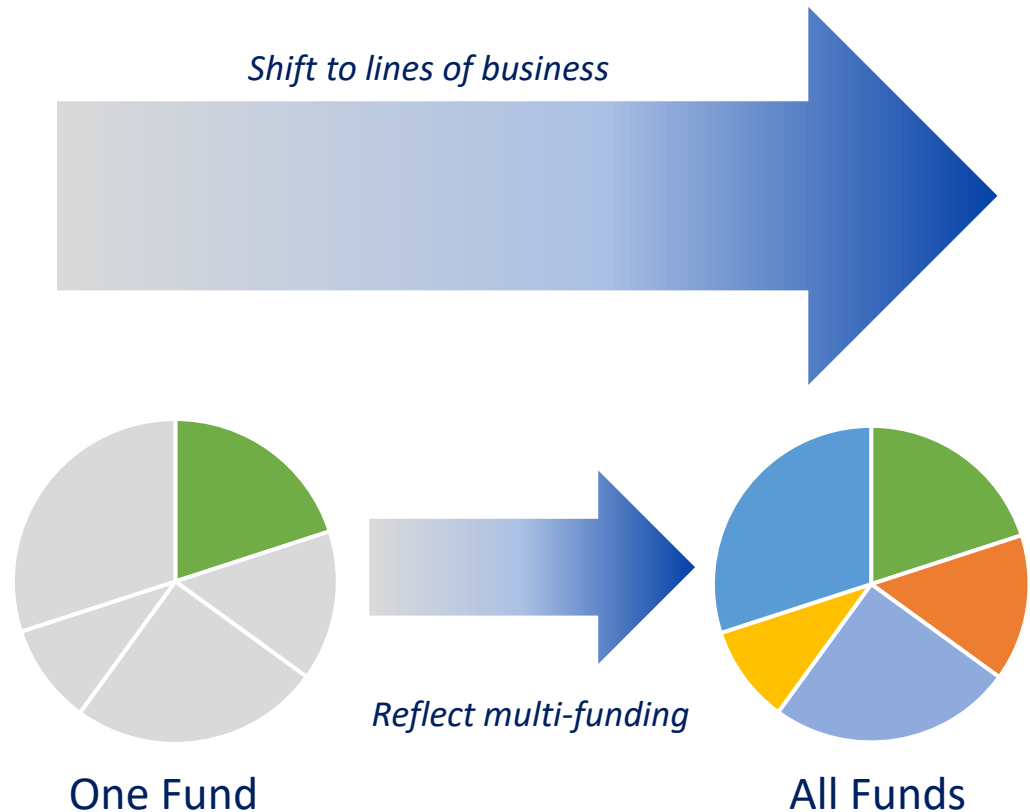 Shift to lines of business
Reflect multi-funding
One Fund
All Funds